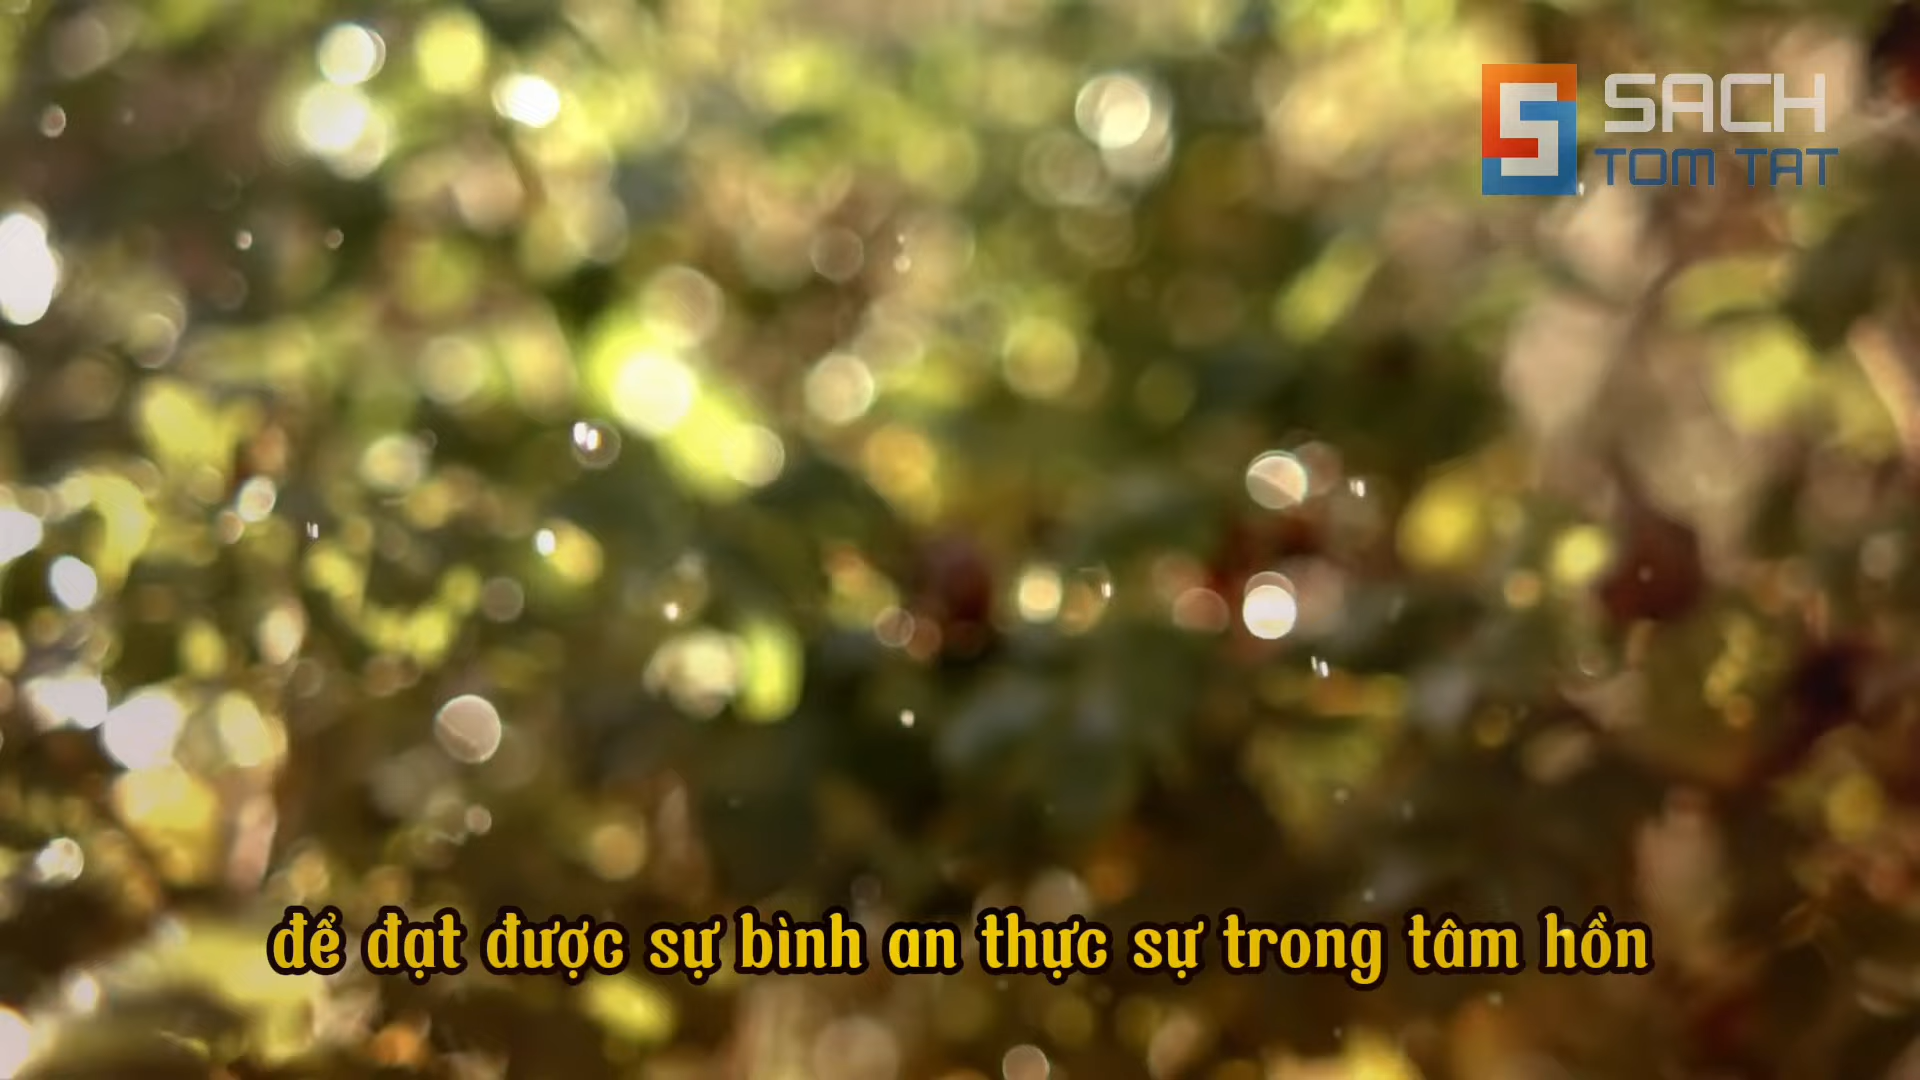 SACH
TOM TAT
để đạt được sự bình an thực sự trong tâm hồn